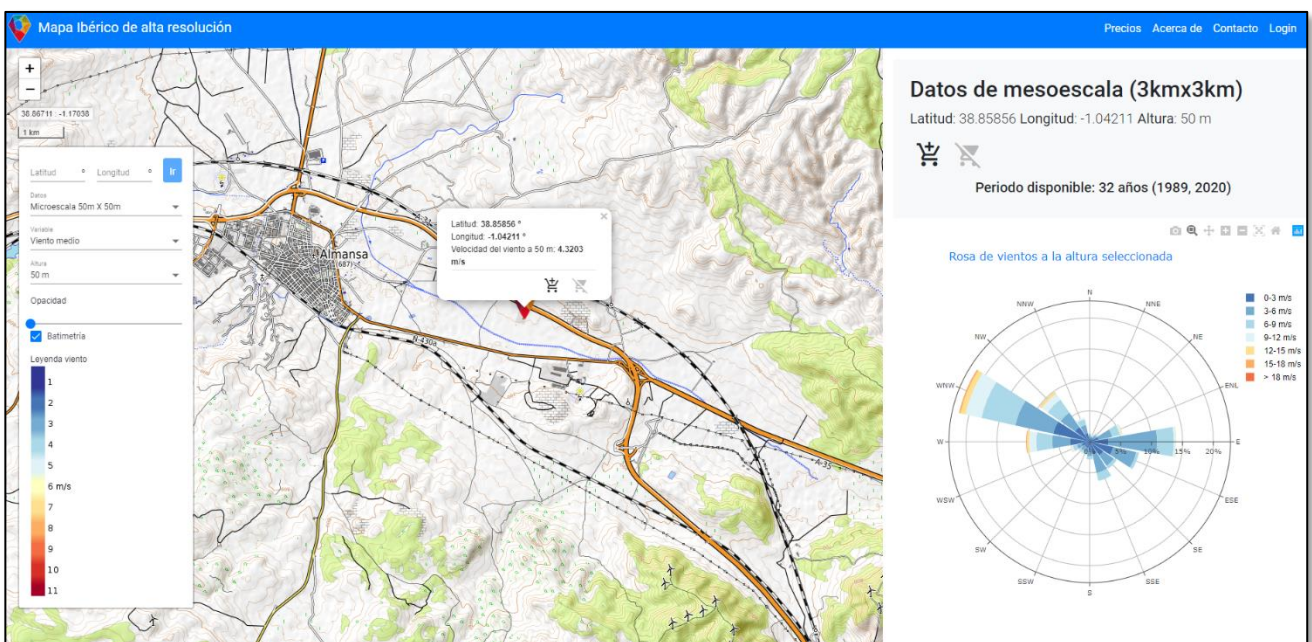 Mapa Ibérico de alta resolución
Precios Acerca de Contacto Login
+
−
38.86711 : -1.17038
1 km
Latitud º Longitud º Ir
Datos
Microescala 50m X 50m
Variable
Viento medio
Altura
50 m
Opacidad
Batimetría
Leyenda viento
1
2
3
4
5
6 m/s
7
8
9
10
11
Almansa
(687)
N-430a
A-35
Latitud: 38.85856 º
Longitud: -1.04211 º
Velocidad del viento a 50 m: 4.3203
m/s
×
Datos de mesoescala (3kmx3km)
Latitud: 38.85856 Longitud: -1.04211 Altura: 50 m
Periodo disponible: 32 años (1989, 2020)
Rosa de vientos a la altura seleccionada
N
NNE
NE
ENL
E
ESE
SE
SSE
S
SSW
SW
WSW
W
WNW
NW
NNW
0% 5% 10% 15% 20%
0-3 m/s
3-6 m/s
6-9 m/s
9-12 m/s
12-15 m/s
15-18 m/s
> 18 m/s